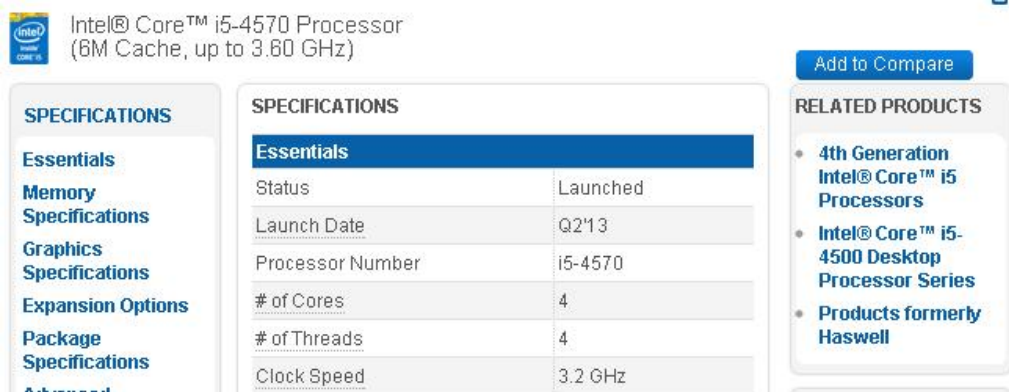 Intel® Core™ i5-4570 Processor
(6M Cache, up to 3.60 GHz)
Add to Compare
SPECIFICATIONS
Essentials
Memory
Specifications
Graphics
Specifications
Expansion Options
Package
Specifications
Advanced
SPECIFICATIONS
Essentials
Status Launched
Launch Date Q2'13
Processor Number i5-4570
# of Cores 4
# of Threads 4
Clock Speed 3.2 GHz
RELATED PRODUCTS
4th Generation
Intel® Core™ i5
Processors
Intel® Core™ i5-
4500 Desktop
Processor Series
Products formerly
Haswell